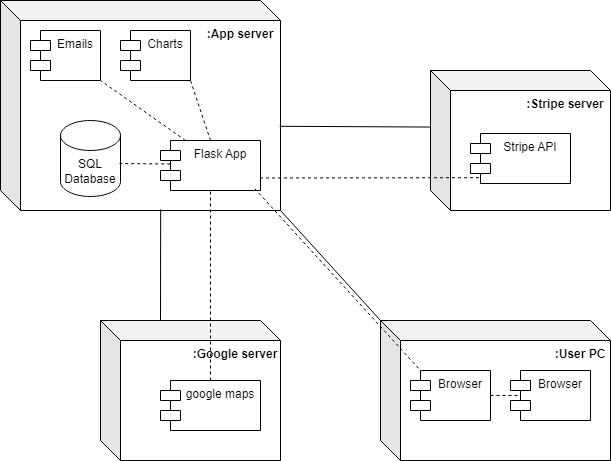 :App server
Emails
Charts
:Stripe server
Stripe API
Flask App
SQL
Database
:Google server
google maps
:User PC
Browser
Browser